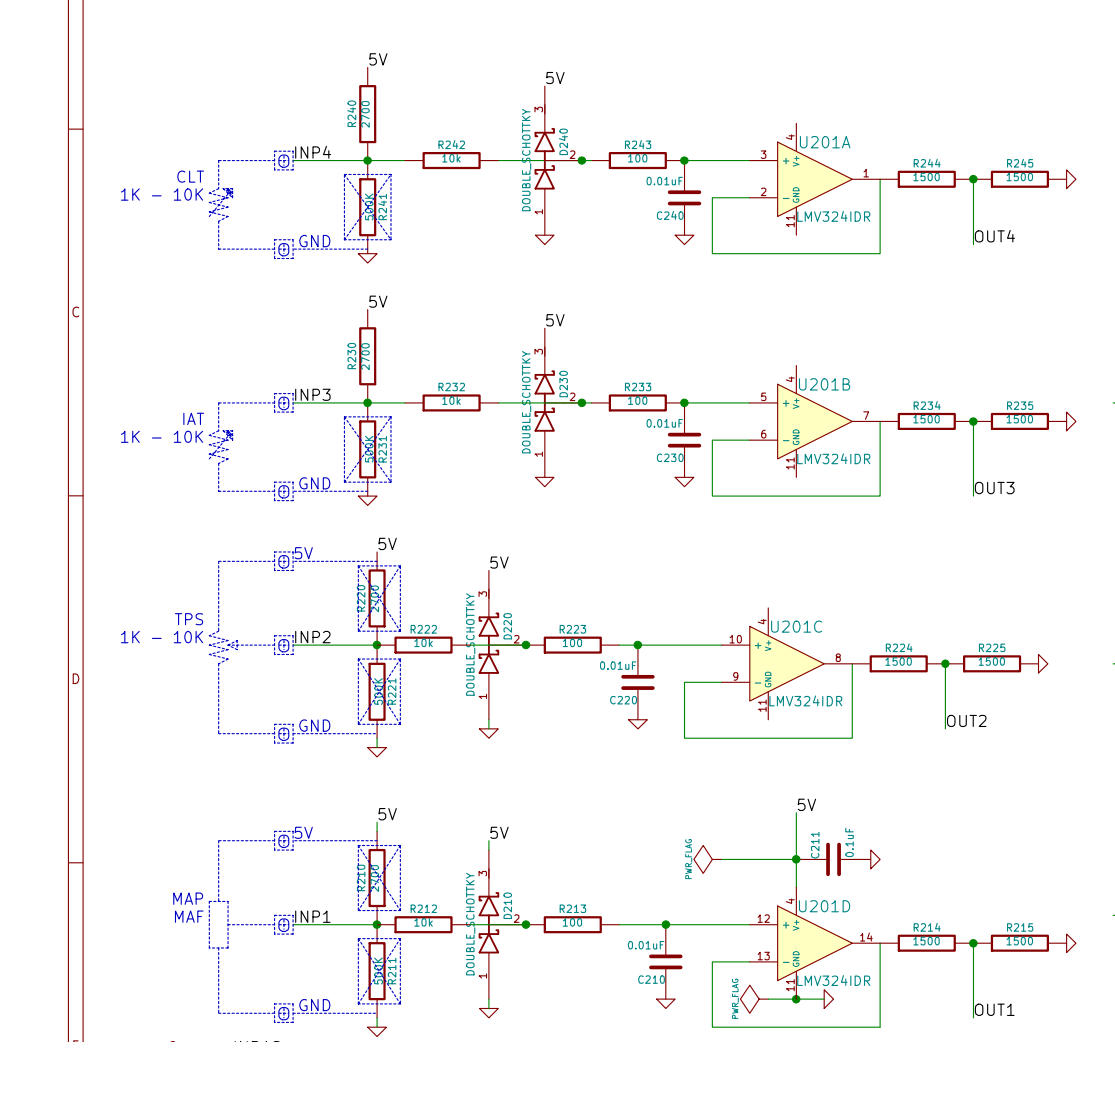 5V
5V
R240
2700
INP4
CLT
1K – 10K
GND
500K
R241
R242
10k
DOUBLE_SCHOTTKY
3
D240
2
1
R243
100
0.01uF
C240
U201A
4
V+
3
+
2
–
GND
11
1
LMV324IDR
R244
1500
R245
1500
OUT4
C
5V
5V
R230
2700
INP3
IAT
1K – 10K
GND
500K
R231
R232
10k
DOUBLE_SCHOTTKY
3
D230
2
1
R233
100
0.01uF
C230
U201B
4
V+
5
+
6
–
GND
11
7
LMV324IDR
R234
1500
R235
1500
OUT3
5V
5V
5V
R220
2700
INP2
TPS
1K – 10K
GND
500K
R221
R222
10k
DOUBLE_SCHOTTKY
3
D220
2
1
R223
100
0.01uF
C220
U201C
4
V+
10
+
9
–
GND
11
8
LMV324IDR
R224
1500
R225
1500
OUT2
D
5V
5V
5V
5V
R210
2700
INP1
MAP
MAF
GND
500K
R211
R212
10k
DOUBLE_SCHOTTKY
3
D210
2
1
R213
100
0.01uF
C210
PWR_FLAG
C211
0.1uF
U201D
4
V+
12
+
13
–
GND
11
14
LMV324IDR
PWR_FLAG
R214
1500
R215
1500
OUT1